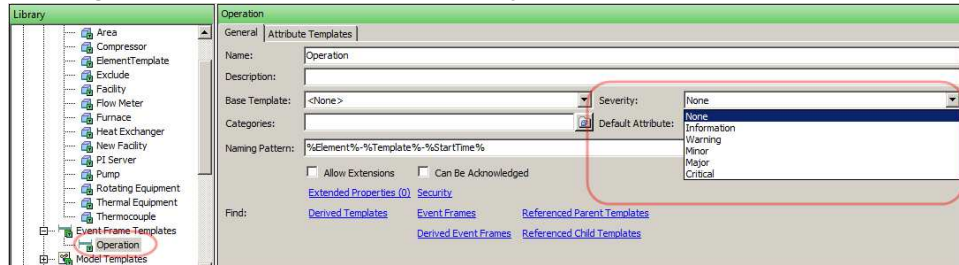 Library
Area
Compressor
ElementTemplate
Exclude
Facility
Flow Meter
Furnace
Heat Exchanger
New Facility
PI Server
Pump
Rotating Equipment
Thermal Equipment
Thermocouple
Event Frame Templates
Operation
Model Templates
Operation
General Attribute Templates
Name: Operation
Description:
Base Template: <None> Severity: None
None
Information
Warning
Minor
Major
Critical
Categories: Default Attribute:
Naming Pattern: %Element%-%Template%-%StartTime%
Allow Extensions Can Be Acknowledged
Extended Properties (0) Security
Find: Derived Templates Event Frames Referenced Parent Templates
Derived Event Frames Referenced Child Templates